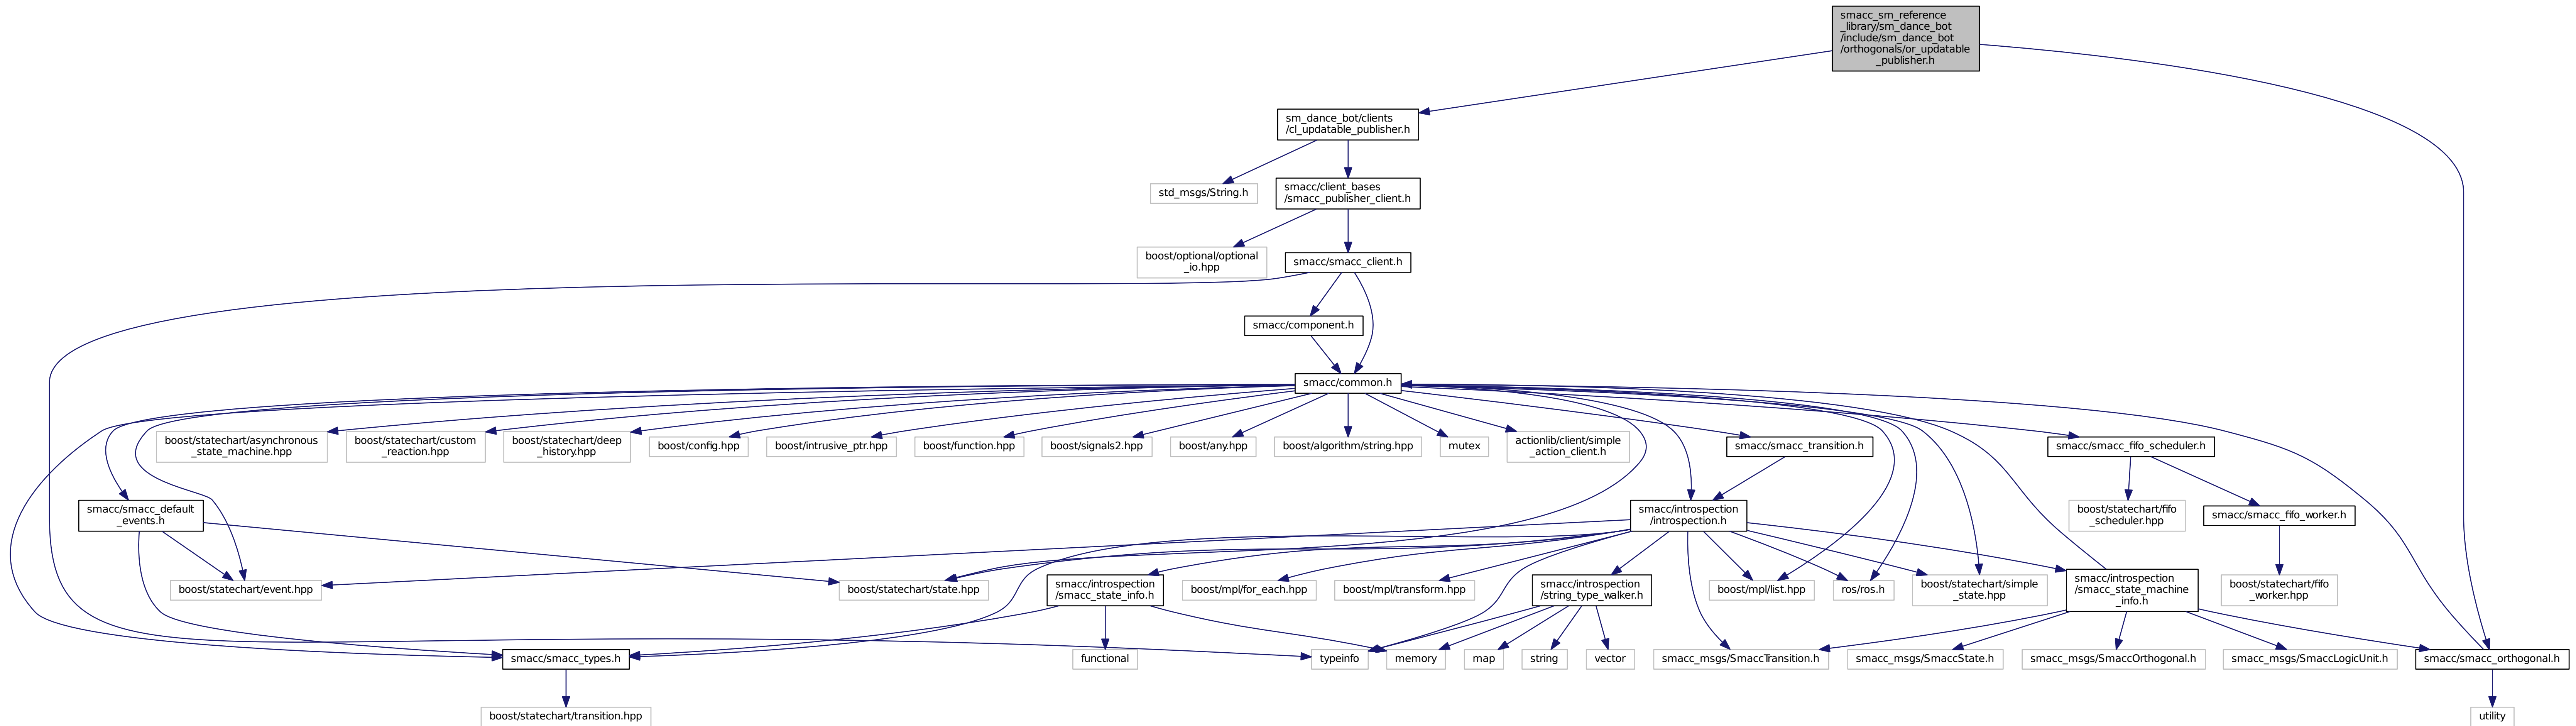 smacc_sm_reference
_library/sm_dance_bot
/include/sm_dance_bot
/orthogonals/or_updatable
_publisher.h
sm_dance_bot/clients
/cl_updatable_publisher.h
std_msgs/String.h
smacc/client_bases
/smacc_publisher_client.h
boost/optional/optional
_io.hpp
smacc/smacc_client.h
smacc/component.h
smacc/common.h
boost/statechart/asynchronous
_state_machine.hpp
boost/statechart/custom
_reaction.hpp
boost/statechart/deep
_history.hpp
boost/config.hpp
boost/intrusive_ptr.hpp
boost/function.hpp
boost/signals2.hpp
boost/any.hpp
boost/algorithm/string.hpp
mutex
actionlib/client/simple
_action_client.h
smacc/smacc_transition.h
smacc/smacc_fifo_scheduler.h
smacc/smacc_default
_events.h
smacc/introspection
/introspection.h
boost/statechart/fifo
_scheduler.hpp
smacc/smacc_fifo_worker.h
boost/statechart/event.hpp
boost/statechart/state.hpp
smacc/introspection
/smacc_state_info.h
boost/mpl/for_each.hpp
boost/mpl/transform.hpp
smacc/introspection
/string_type_walker.h
boost/mpl/list.hpp
ros/ros.h
boost/statechart/simple
_state.hpp
smacc/introspection
/smacc_state_machine
_info.h
boost/statechart/fifo
_worker.hpp
smacc/smacc_types.h
functional
typeinfo
memory
map
string
vector
smacc_msgs/SmaccTransition.h
smacc_msgs/SmaccState.h
smacc_msgs/SmaccOrthogonal.h
smacc_msgs/SmaccLogicUnit.h
smacc/smacc_orthogonal.h
boost/statechart/transition.hpp
utility